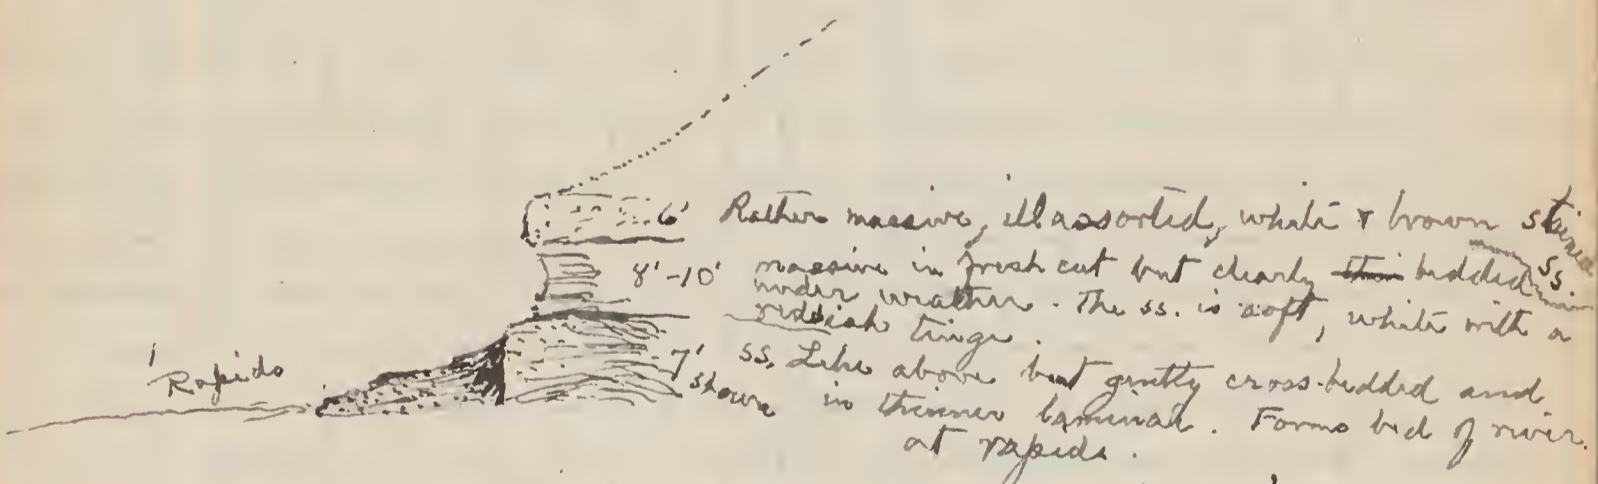 6' Rather massive, ill assorted, white & brown stained ss.
8'-10' massive in fresh cut but clearly bedded
under weather. The ss. is soft, white with a
reddish tinge.
7' shown ss. Like above but gently cross-bedded and
in thinner laminae. Forms bed of river
at rapids.
Rapids